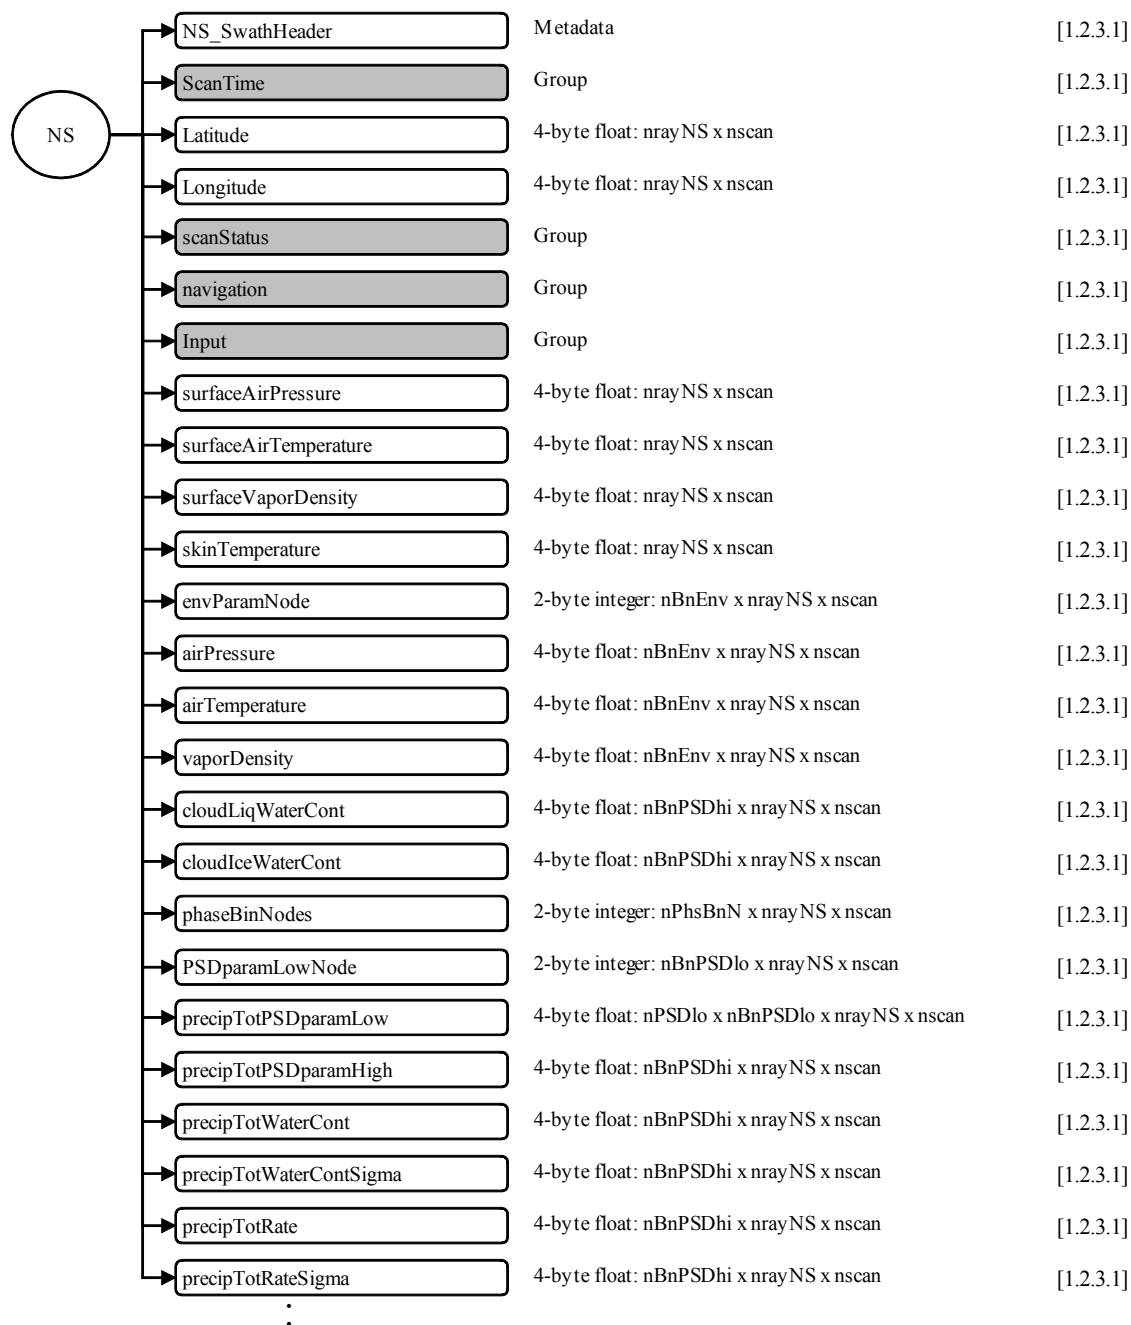 NS
NS_SwathHeader Metadata [1.2.3.1]
ScanTime Group [1.2.3.1]
Latitude 4-byte float: nrayNS x nscan [1.2.3.1]
Longitude 4-byte float: nrayNS x nscan [1.2.3.1]
scanStatus Group [1.2.3.1]
navigation Group [1.2.3.1]
Input Group [1.2.3.1]
surfaceAirPressure 4-byte float: nrayNS x nscan [1.2.3.1]
surfaceAirTemperature 4-byte float: nrayNS x nscan [1.2.3.1]
surfaceVaporDensity 4-byte float: nrayNS x nscan [1.2.3.1]
skinTemperature 4-byte float: nrayNS x nscan [1.2.3.1]
envParamNode 2-byte integer: nBnEnv x nrayNS x nscan [1.2.3.1]
airPressure 4-byte float: nBnEnv x nrayNS x nscan [1.2.3.1]
airTemperature 4-byte float: nBnEnv x nrayNS x nscan [1.2.3.1]
vaporDensity 4-byte float: nBnEnv x nrayNS x nscan [1.2.3.1]
cloudLiqWaterCont 4-byte float: nBnPSDhi x nrayNS x nscan [1.2.3.1]
cloudIceWaterCont 4-byte float: nBnPSDhi x nrayNS x nscan [1.2.3.1]
phaseBinNodes 2-byte integer: nPhsBnN x nrayNS x nscan [1.2.3.1]
PSDparamLowNode 2-byte integer: nBnPSDlo x nrayNS x nscan [1.2.3.1]
precipTotPSDparamLow 4-byte float: nPSDlo x nBnPSDlo x nrayNS x nscan [1.2.3.1]
precipTotPSDparamHigh 4-byte float: nBnPSDhi x nrayNS x nscan [1.2.3.1]
precipTotWaterCont 4-byte float: nBnPSDhi x nrayNS x nscan [1.2.3.1]
precipTotWaterContSigma 4-byte float: nBnPSDhi x nrayNS x nscan [1.2.3.1]
precipTotRate 4-byte float: nBnPSDhi x nrayNS x nscan [1.2.3.1]
precipTotRateSigma 4-byte float: nBnPSDhi x nrayNS x nscan [1.2.3.1]